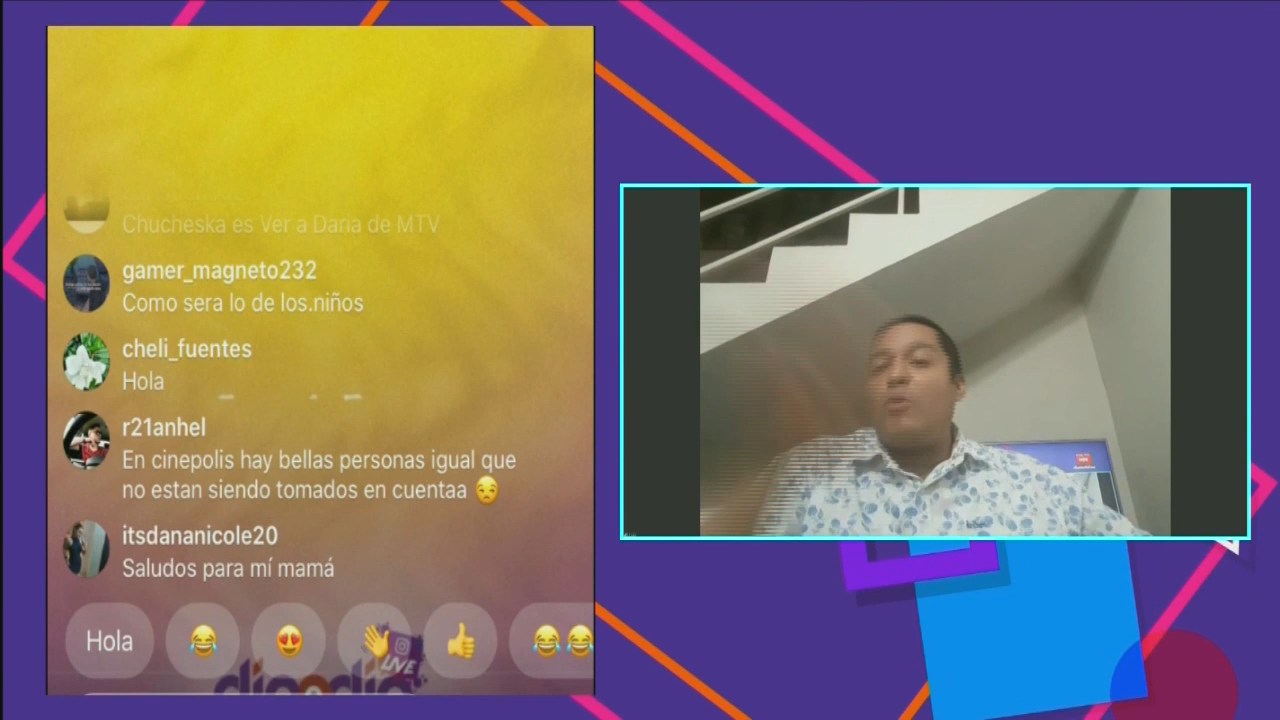 Chucheska es Ver a Daria de MTV
gamer_magneto232
Como sera lo de los.niños
cheli_fuentes
Hola
r21anhel
En cinepolis hay bellas personas igual que
no estan siendo tomados en cuentaa 😒
itsdananicole20
Saludos para mí mamá
Hola 😂 😍 👋 👍 😂😂
LIVE